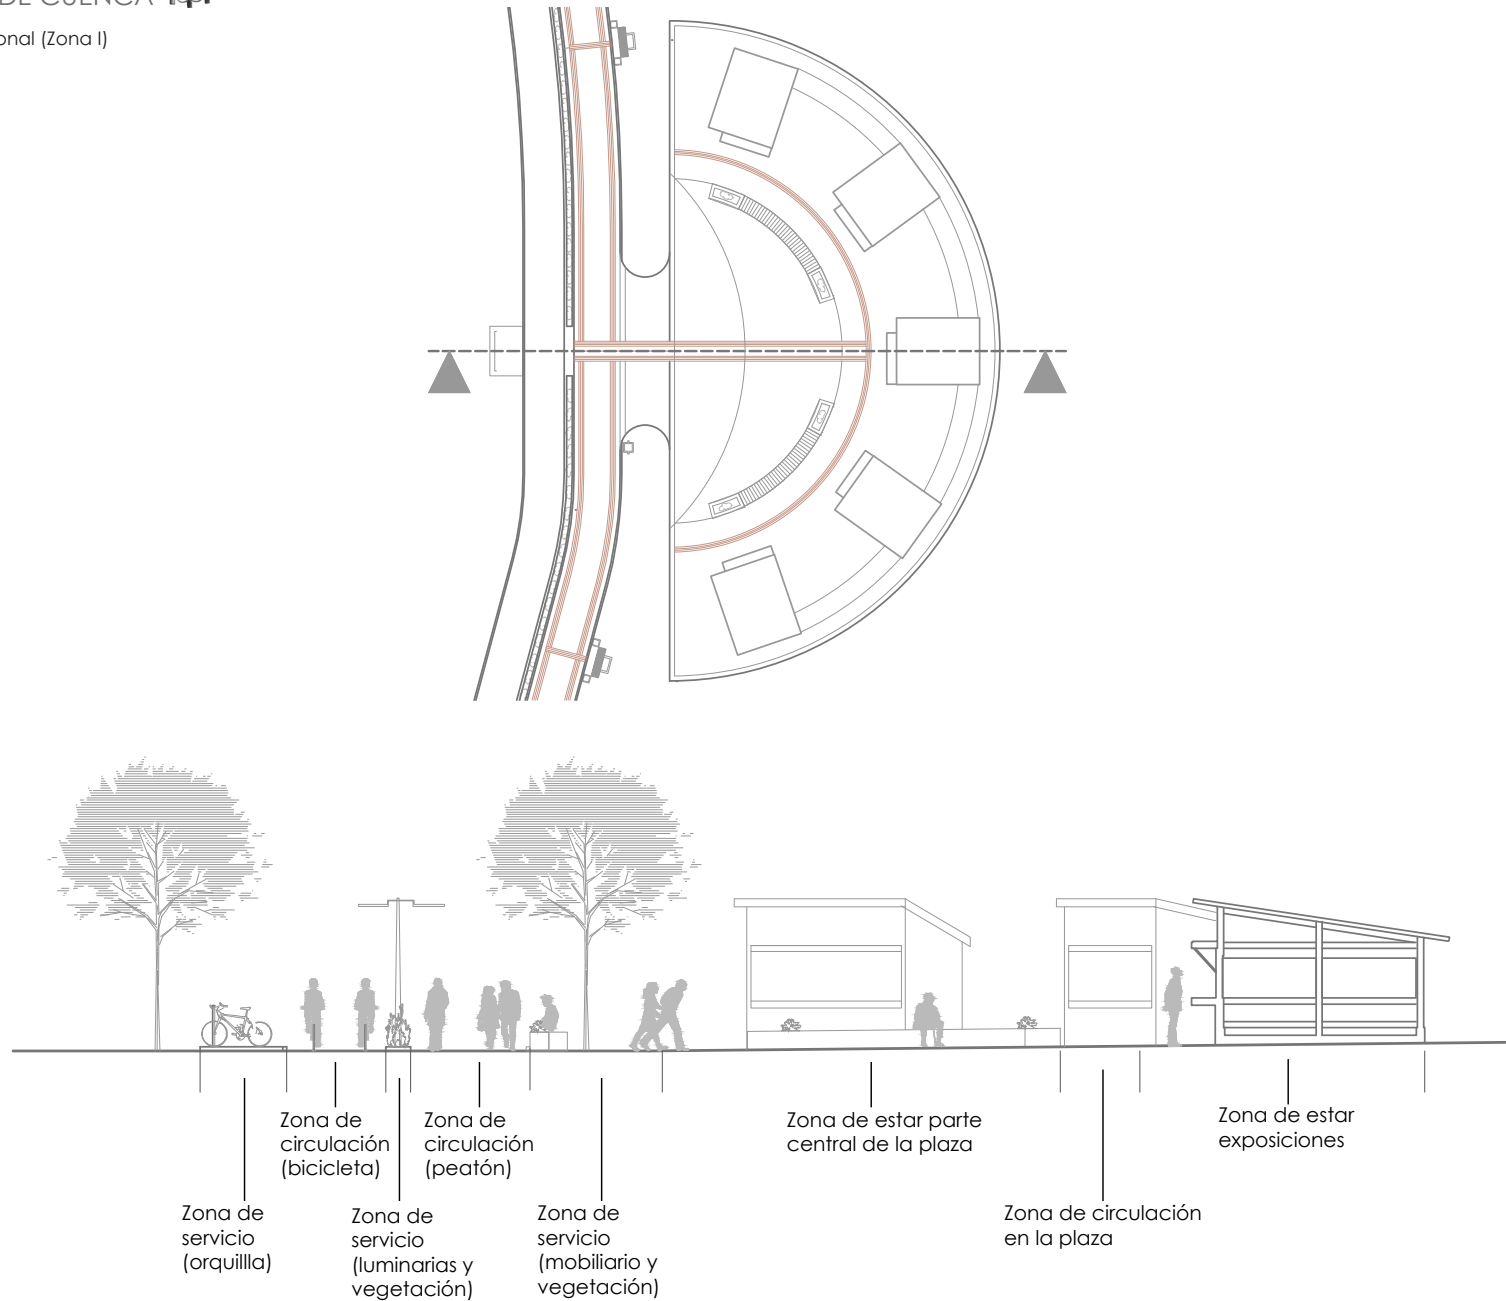 DE CUENCA
onal (Zona I)
Zona de
circulación
(bicicleta)
Zona de
circulación
(peatón)
Zona de estar parte
central de la plaza
Zona de estar
exposiciones
Zona de
servicio
(orquillla)
Zona de
servicio
(luminarias y
vegetación)
Zona de
servicio
(mobiliario y
vegetación)
Zona de circulación
en la plaza